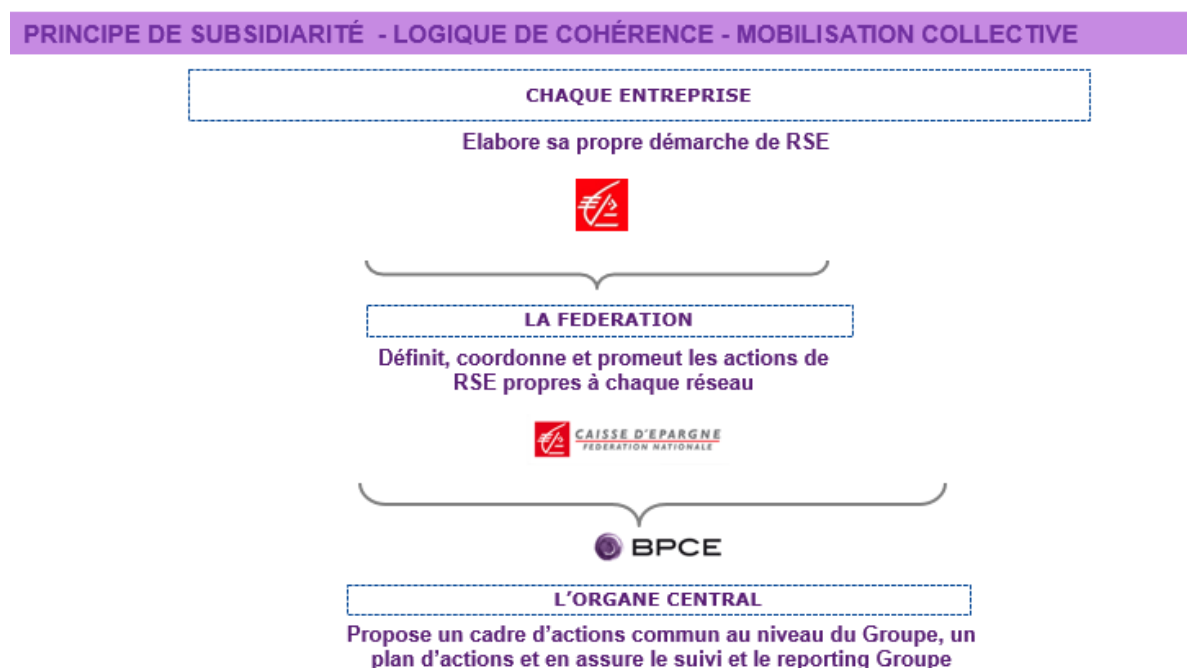 PRINCIPE DE SUBSIDIARITÉ - LOGIQUE DE COHÉRENCE - MOBILISATION COLLECTIVE
CHAQUE ENTREPRISE
Elabore sa propre démarche de RSE
LA FEDERATION
Définit, coordonne et promeut les actions de
RSE propres à chaque réseau
CAISSE D'EPARGNE
FEDERATION NATIONALE
BPCE
L'ORGANE CENTRAL
Propose un cadre d'actions commun au niveau du Groupe, un
plan d'actions et en assure le suivi et le reporting Groupe